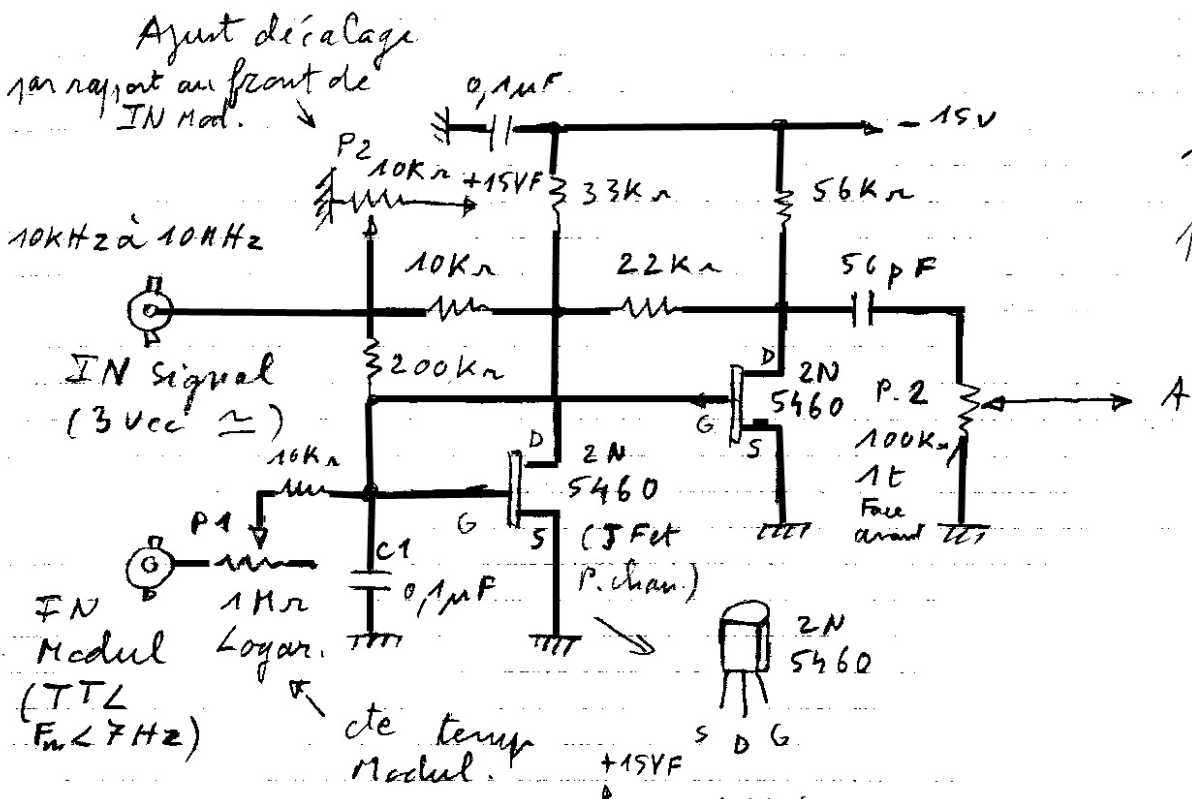 Ajust décalage
par rapport au front de
IN Mod.
0,1µF
- 15V
P2
10K​Ω
+15VF
33KΩ
56KΩ
10KHz à 10MHz
10KΩ
22KΩ
56pF
IN Signal
(3Vcc ≃)
200KΩ
D
2N
5460
G
S
P.2
100KΩ
1t
Face
avant
A
10KΩ
D
2N
5460
G
S
(JFet
P.chan.)
P1
C1
0,1µF
IN
Modul
(TTL
Fm<7Hz)
1MΩ
Logar.
cte temp
Modul.
2N
5460
S D G
+15VF